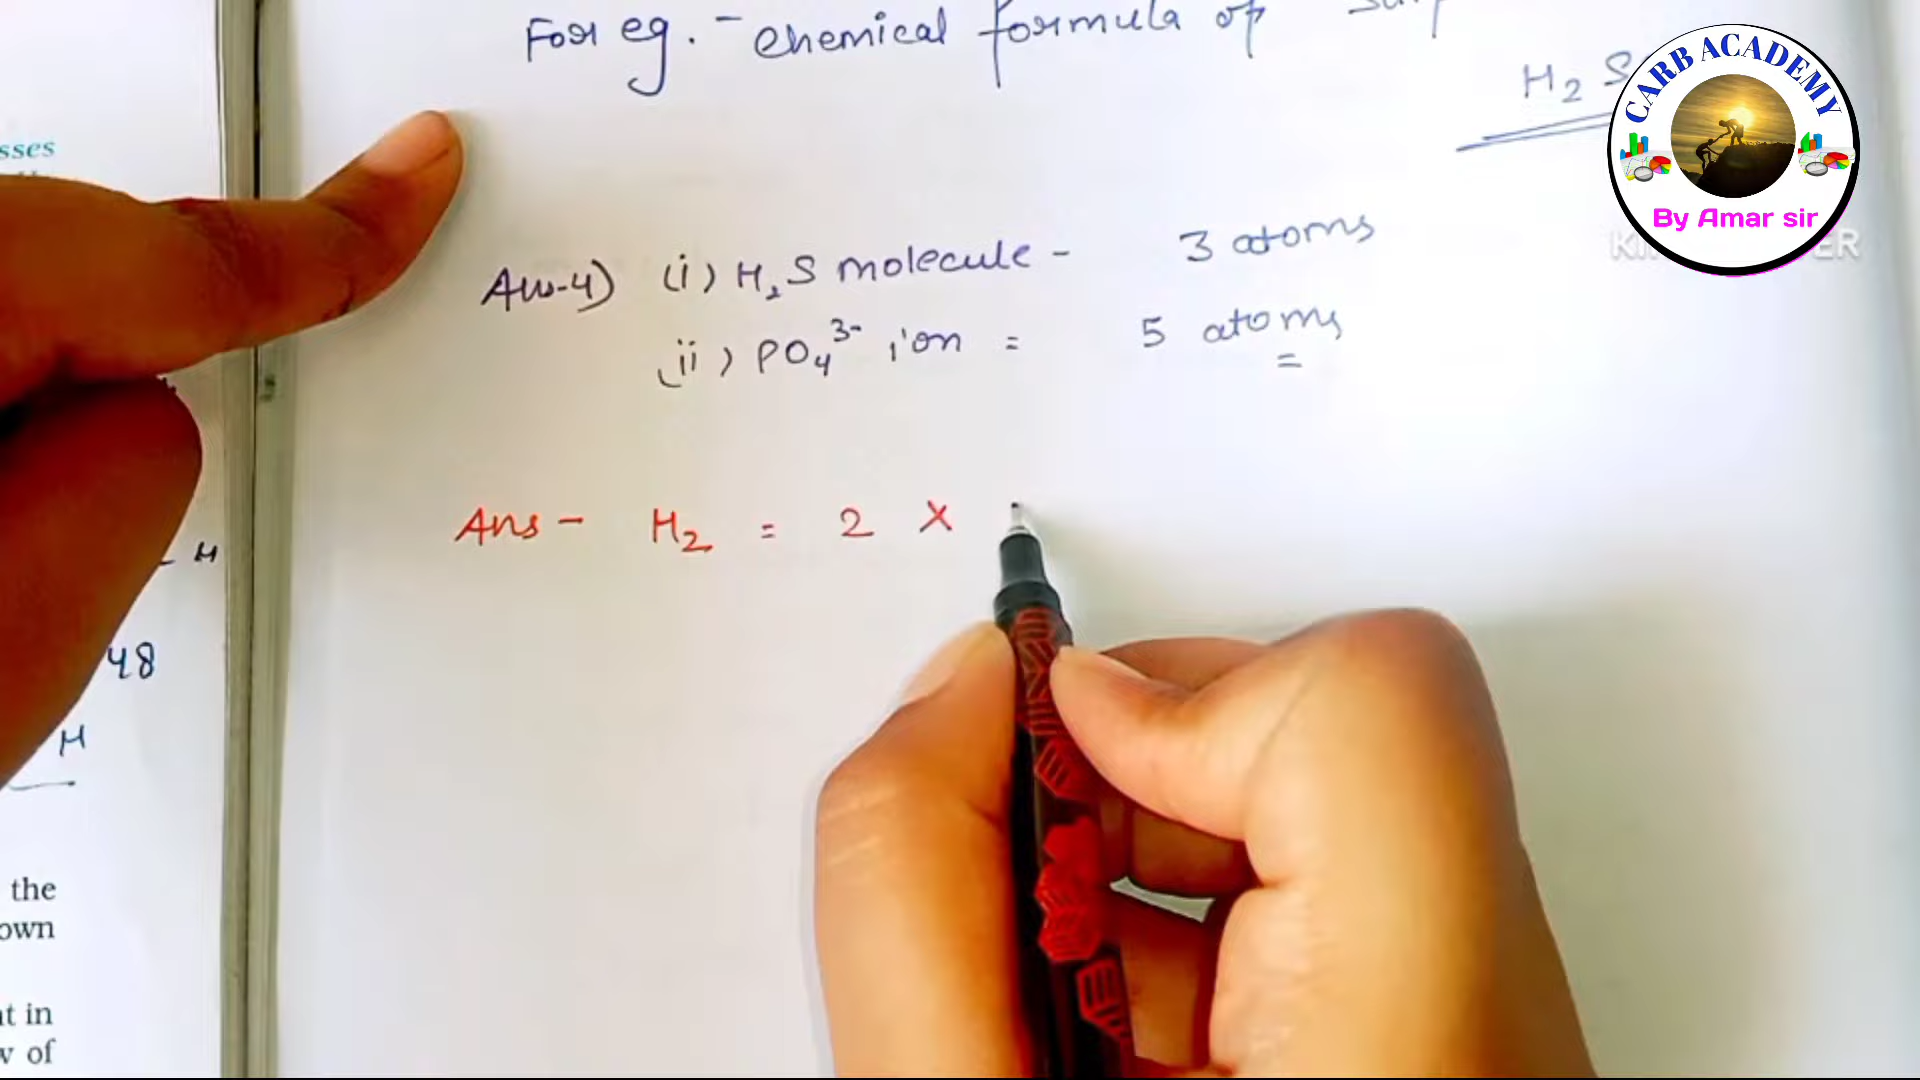 For eg. - chemical formula of
H2 S
CARB ACADEMY
By Amar sir
Ans-4) (i) H2S molecule - 3 atoms
(ii) PO4 3- ion = 5 atoms
Ans - H2 = 2 ×
sses
H
48
H
the
own
t in
w of